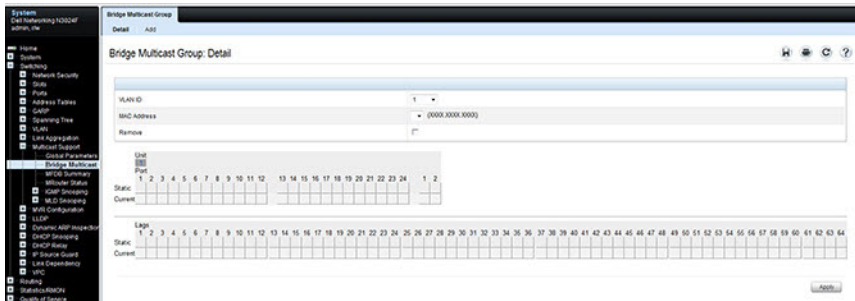 System
Dell Networking N3024F
admin, r/w
Home
System
Switching
Network Security
Slots
Ports
Address Tables
GARP
Spanning Tree
VLAN
Link Aggregation
Multicast Support
Global Parameters
Bridge Multicast
MFDB Summary
MRouter Status
IGMP Snooping
MLD Snooping
MVR Configuration
LLDP
Dynamic ARP Inspection
DHCP Snooping
DHCP Relay
IP Source Guard
Link Dependency
VPC
Routing
Statistics/RMON
Quality of Service
Bridge Multicast Group
Detail Add
Bridge Multicast Group: Detail
VLAN ID 1
MAC Address (XXXX.XXXX.XXXX)
Remove
Unit
Port
1 2 3 4 5 6 7 8 9 10 11 12 13 14 15 16 17 18 19 20 21 22 23 24 1 2
Static
Current
Lags
1 2 3 4 5 6 7 8 9 10 11 12 13 14 15 16 17 18 19 20 21 22 23 24 25 26 27 28 29 30 31 32 33 34 35 36 37 38 39 40 41 42 43 44 45 46 47 48 49 50 51 52 53 54 55 56 57 58 59 60 61 62 63 64
Static
Current
Apply